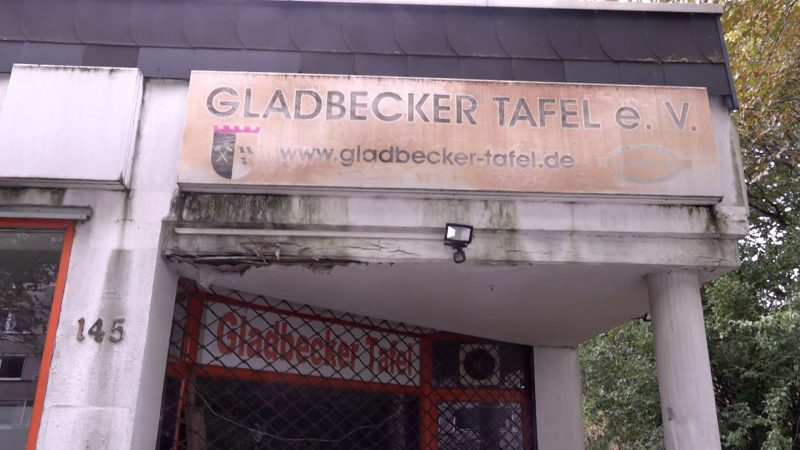 GLADBECKER TAFEL e. V.
www.gladbecker-tafel.de
145
Gladbecker Tafel